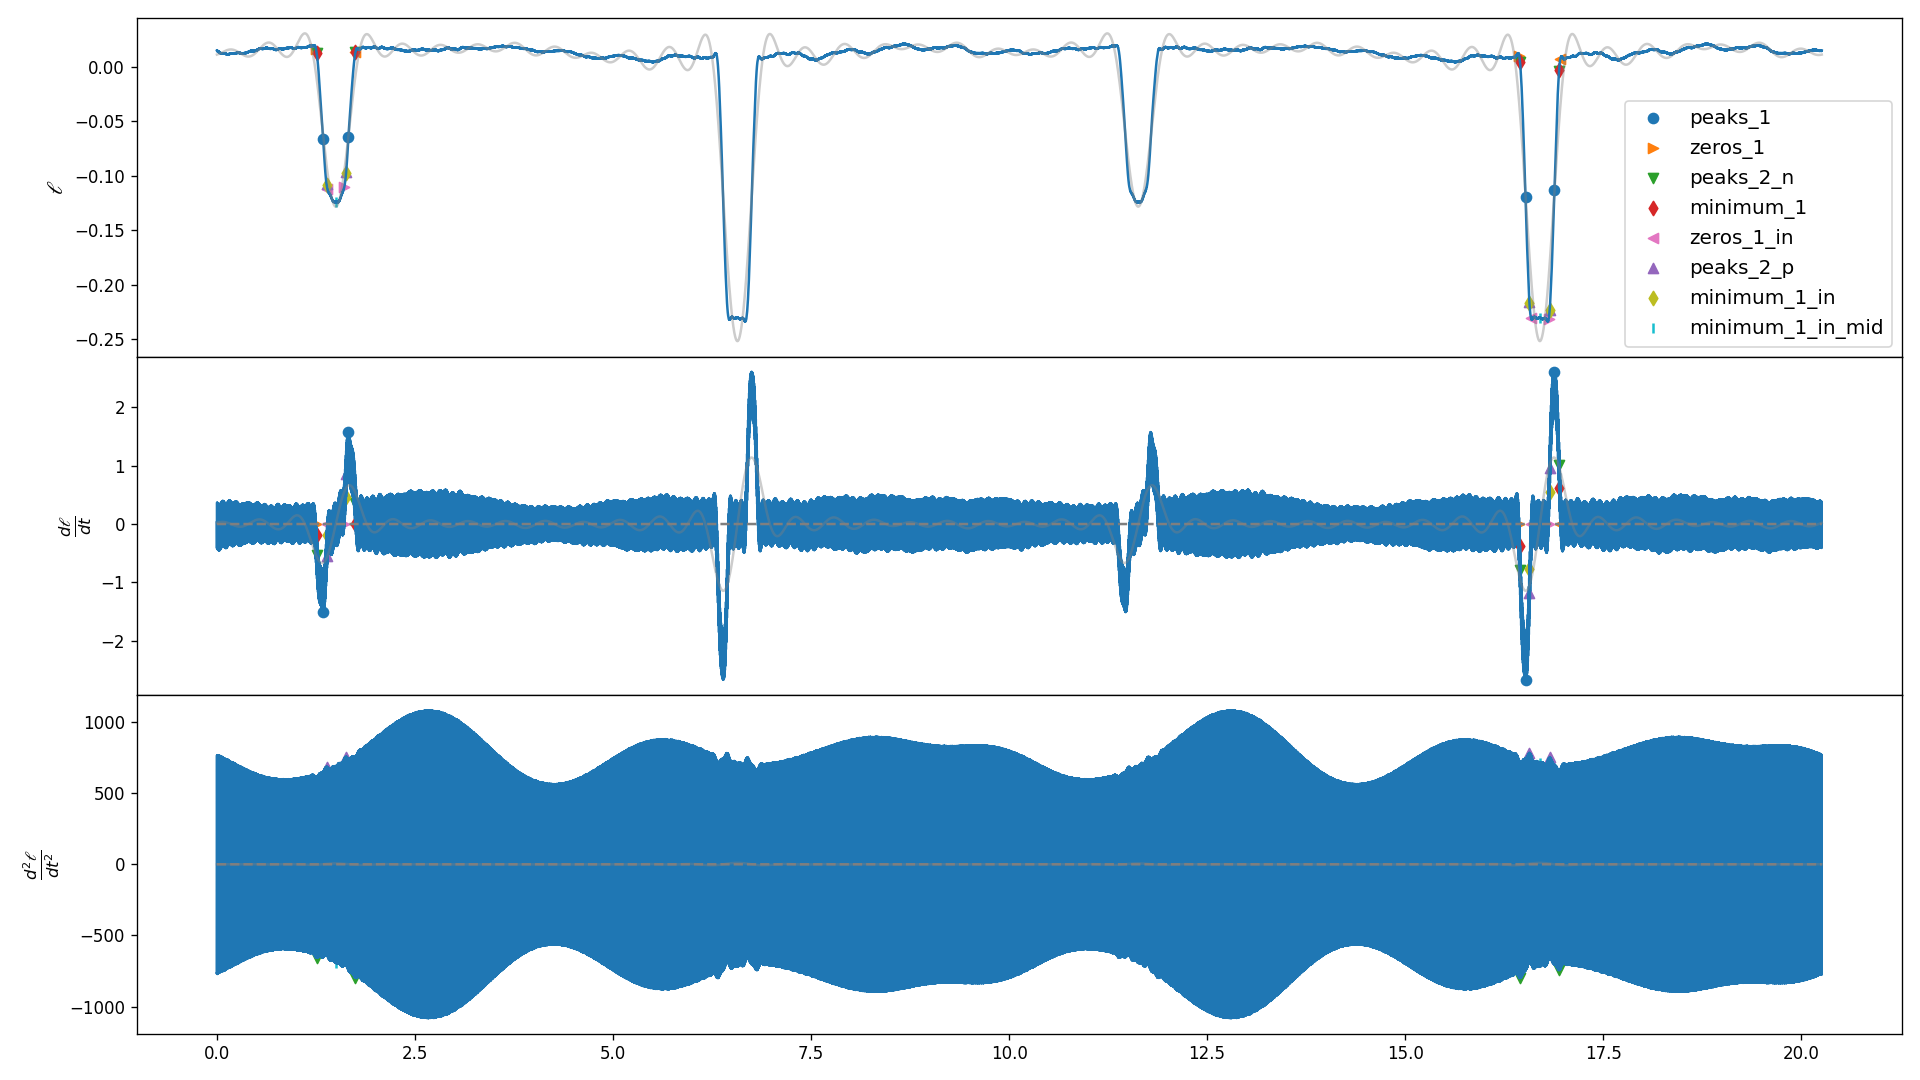 0.00
−0.05
−0.10
−0.15
−0.20
−0.25
ℓ
peaks_1
zeros_1
peaks_2_n
minimum_1
zeros_1_in
peaks_2_p
minimum_1_in
minimum_1_in_mid
2
1
0
−1
−2
dℓ
dt
1000
500
0
−500
−1000
d²ℓ
dt²
0.0 2.5 5.0 7.5 10.0 12.5 15.0 17.5 20.0